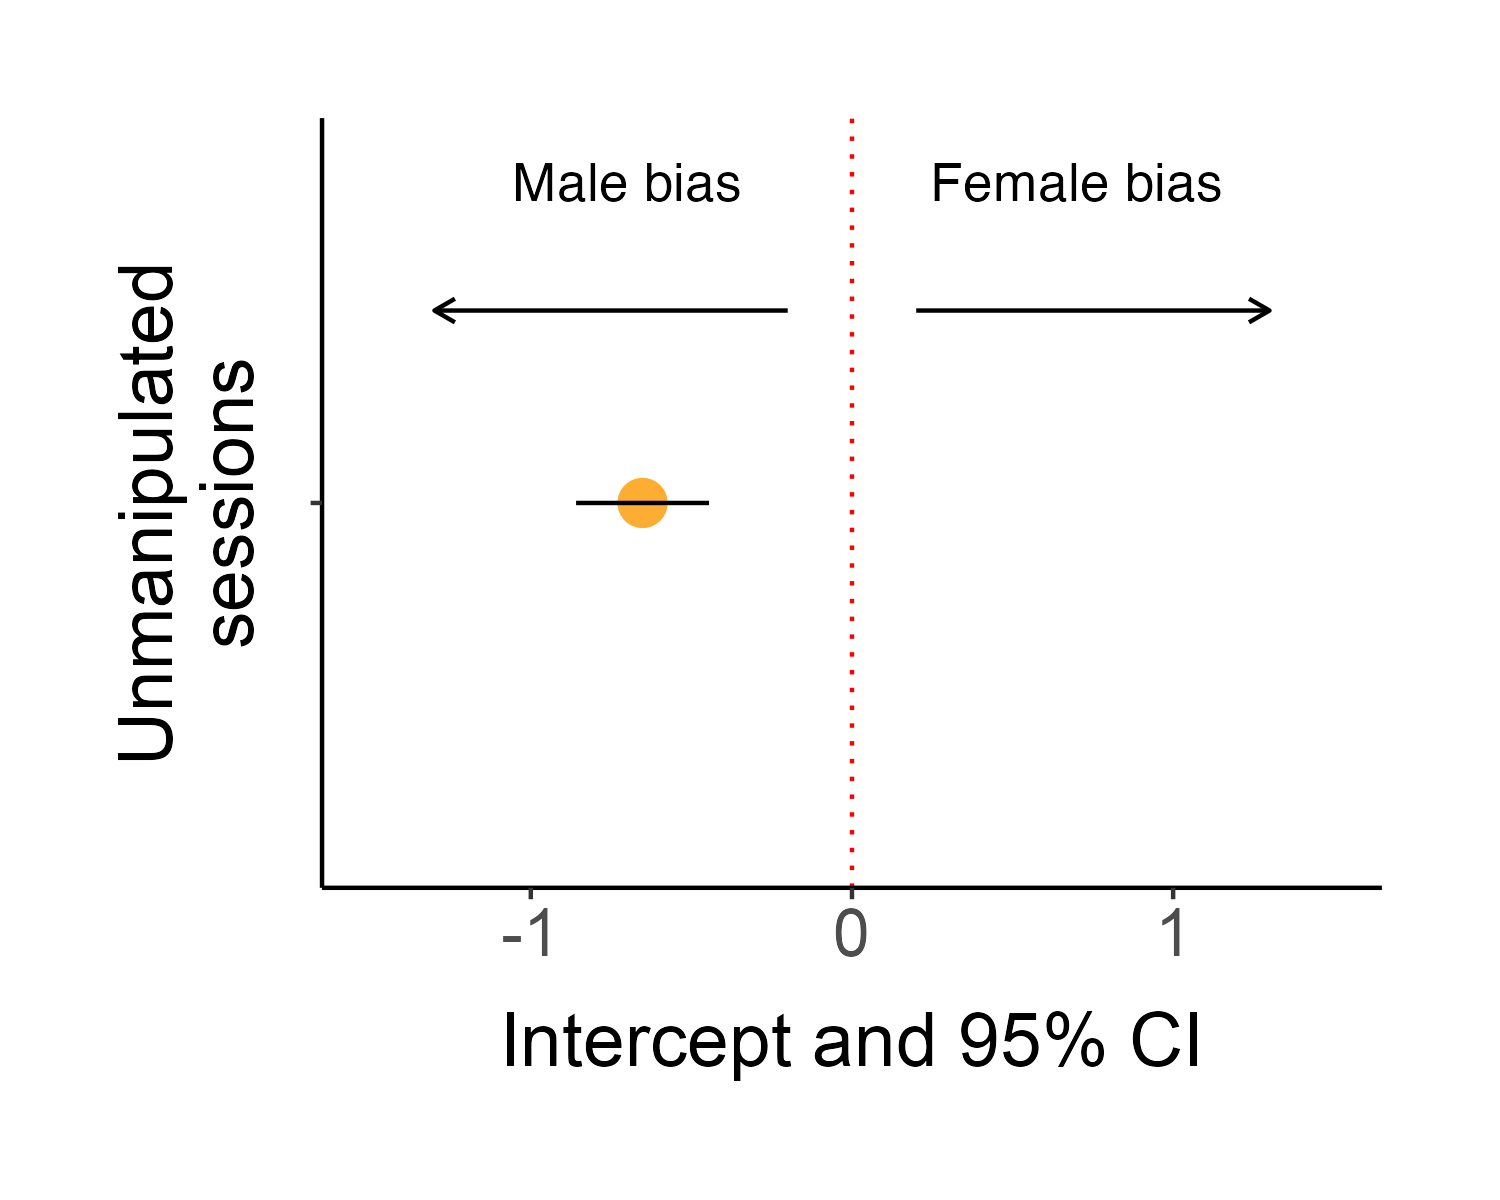 Male bias
Female bias
Unmanipulated
sessions
-1
0
1
Intercept and 95% CI